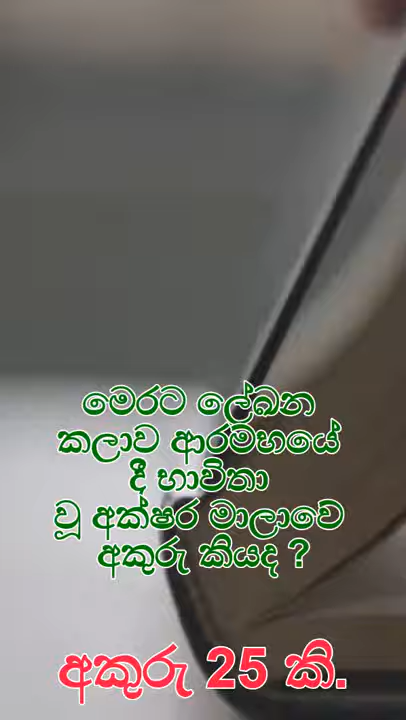 මෙරට ලේඛන
කලාව ආරම්භයේ
දී භාවිතා
වූ අක්ෂර මාලාවෙ
අකුරු කියද ?
අකුරු 25 කි.